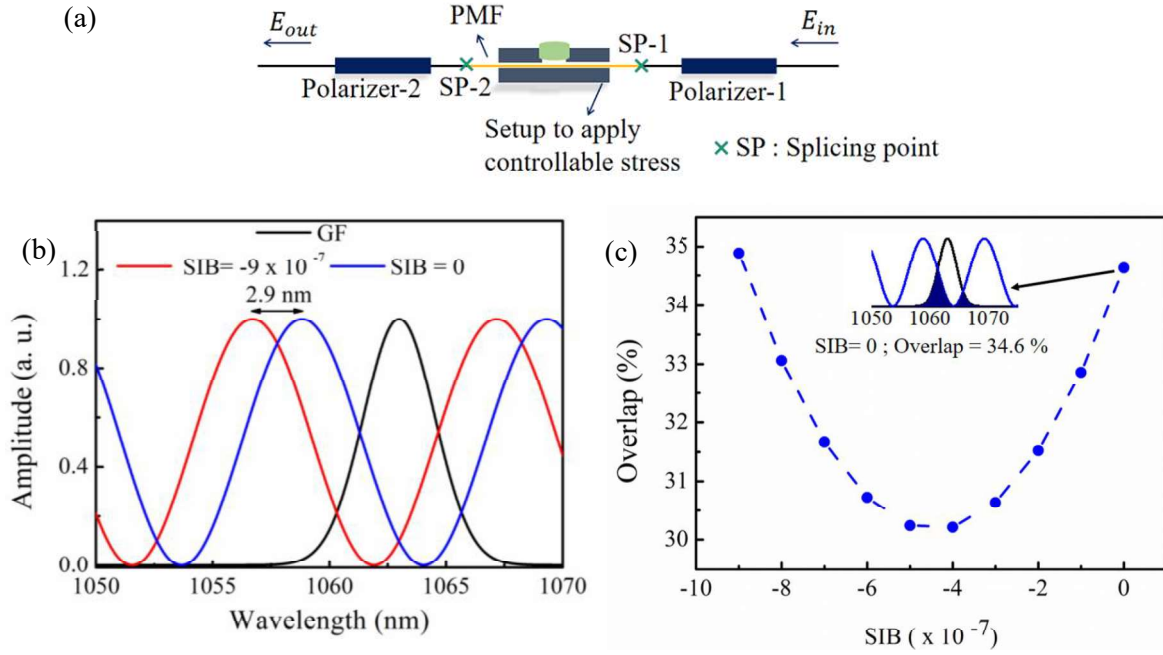 (a)
E_out
PMF
SP-1
E_in
Polarizer-2
SP-2
Polarizer-1
Setup to apply
controllable stress
× SP : Splicing point
(b)
GF
SIB= -9 x 10 -7
SIB = 0
2.9 nm
1.2
0.8
0.4
0.0
Amplitude (a. u.)
1050 1055 1060 1065 1070
Wavelength (nm)
(c)
35
34
33
32
31
30
Overlap (%)
1050 1060 1070
SIB= 0 ; Overlap = 34.6 %
-10 -8 -6 -4 -2 0
SIB ( x 10 -7)